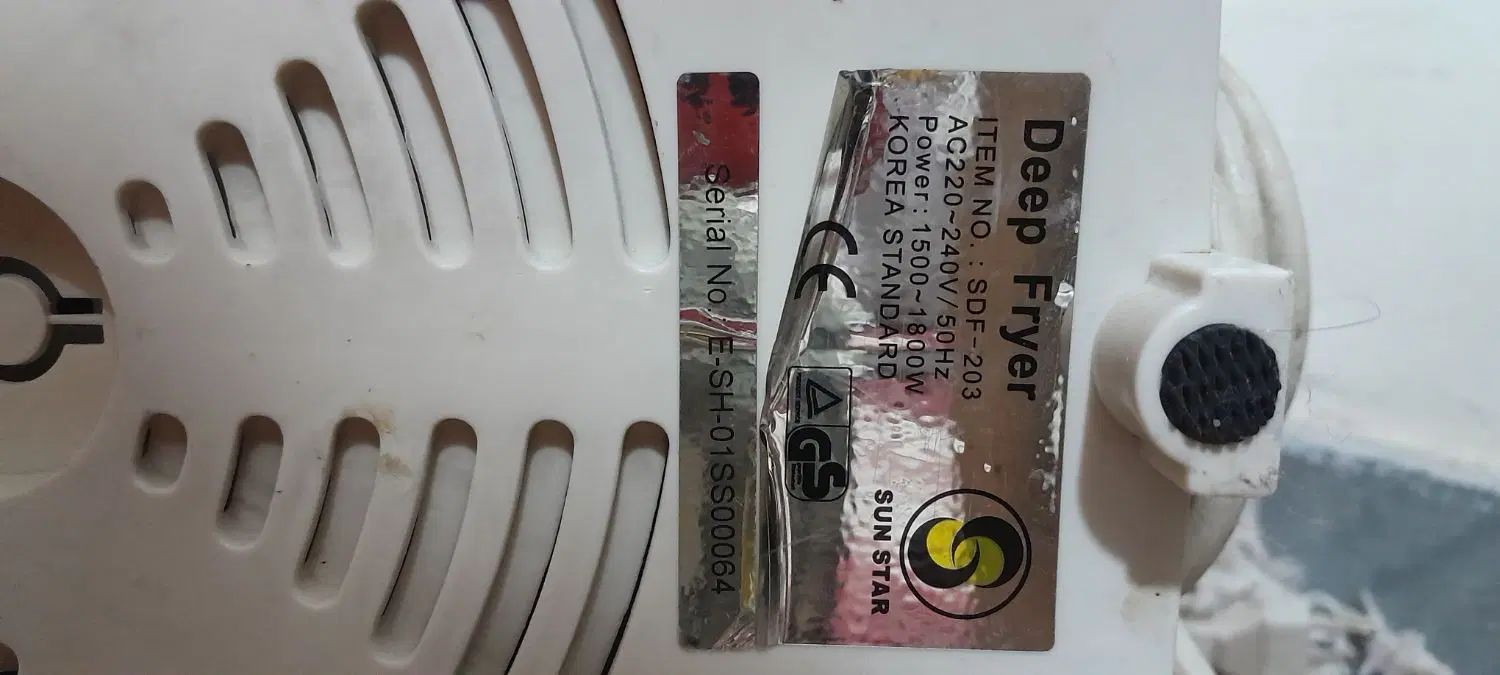 Deep Fryer
ITEM NO.: SDF-203
AC220~240V/50Hz
Power: 1500~1800W
KOREA STANDARD
CE
GS
SUN STAR
Serial No.: E-SH-01SS00064